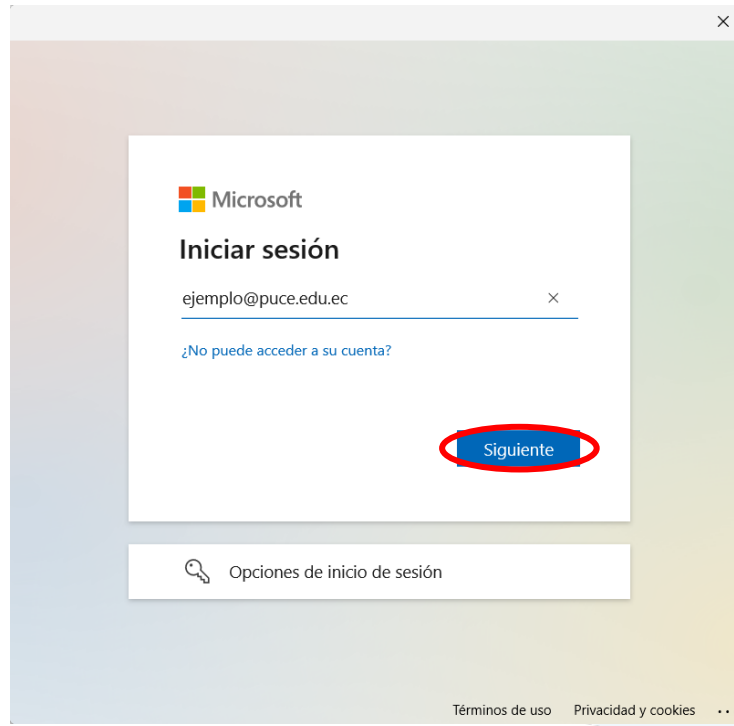 Microsoft
Iniciar sesión
ejemplo@puce.edu.ec
¿No puede acceder a su cuenta?
Siguiente
Opciones de inicio de sesión
Términos de uso Privacidad y cookies